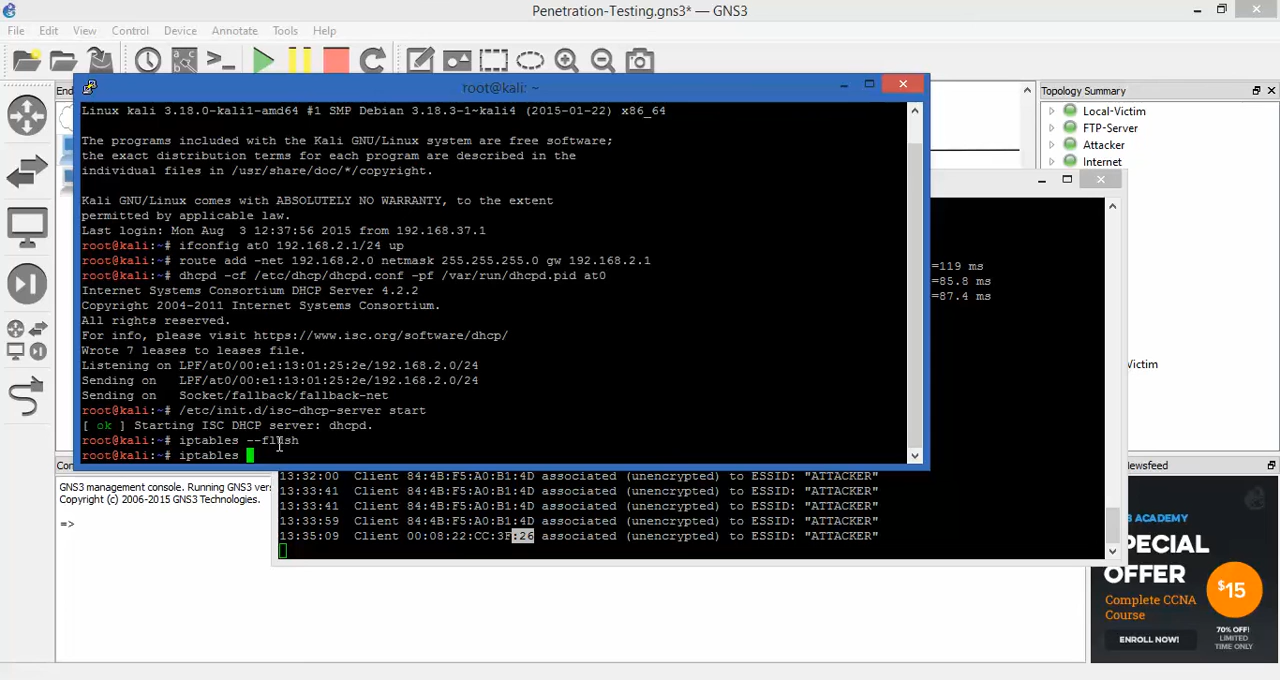 Penetration-Testing.gns3* — GNS3
File Edit View Control Device Annotate Tools Help
root@kali: ~
Topology Summary
Local-Victim
FTP-Server
Attacker
Internet
Linux kali 3.18.0-kali1-amd64 #1 SMP Debian 3.18.3-1~kali4 (2015-01-22) x86_64
The programs included with the Kali GNU/Linux system are free software;
the exact distribution terms for each program are described in the
individual files in /usr/share/doc/*/copyright.
Kali GNU/Linux comes with ABSOLUTELY NO WARRANTY, to the extent
permitted by applicable law.
Last login: Mon Aug  3 12:37:56 2015 from 192.168.37.1
root@kali:~# ifconfig at0 192.168.2.1/24 up
root@kali:~# route add -net 192.168.2.0 netmask 255.255.255.0 gw 192.168.2.1
root@kali:~# dhcpd -cf /etc/dhcp/dhcpd.conf -pf /var/run/dhcpd.pid at0
Internet Systems Consortium DHCP Server 4.2.2
Copyright 2004-2011 Internet Systems Consortium.
All rights reserved.
For info, please visit https://www.isc.org/software/dhcp/
Wrote 7 leases to leases file.
Listening on LPF/at0/00:e1:13:01:25:2e/192.168.2.0/24
Sending on   LPF/at0/00:e1:13:01:25:2e/192.168.2.0/24
Sending on   Socket/fallback/fallback-net
root@kali:~# /etc/init.d/isc-dhcp-server start
[ ok ] Starting ISC DHCP server: dhcpd.
root@kali:~# iptables --flush
root@kali:~# iptables
=119 ms
=85.8 ms
=87.4 ms
13:32:00  Client 84:4B:F5:A0:B1:4D associated (unencrypted) to ESSID: "ATTACKER"
13:33:41  Client 84:4B:F5:A0:B1:4D associated (unencrypted) to ESSID: "ATTACKER"
13:33:41  Client 84:4B:F5:A0:B1:4D associated (unencrypted) to ESSID: "ATTACKER"
13:33:59  Client 84:4B:F5:A0:B1:4D associated (unencrypted) to ESSID: "ATTACKER"
13:35:09  Client 00:08:22:CC:3F:26 associated (unencrypted) to ESSID: "ATTACKER"
GNS3 management console. Running GNS3 ver
Copyright (c) 2006-2015 GNS3 Technologies.
=>
ACADEMY
SPECIAL
OFFER
$15
Complete CCNA
Course
ENROLL NOW!
70% OFF!
LIMITED
TIME ONLY